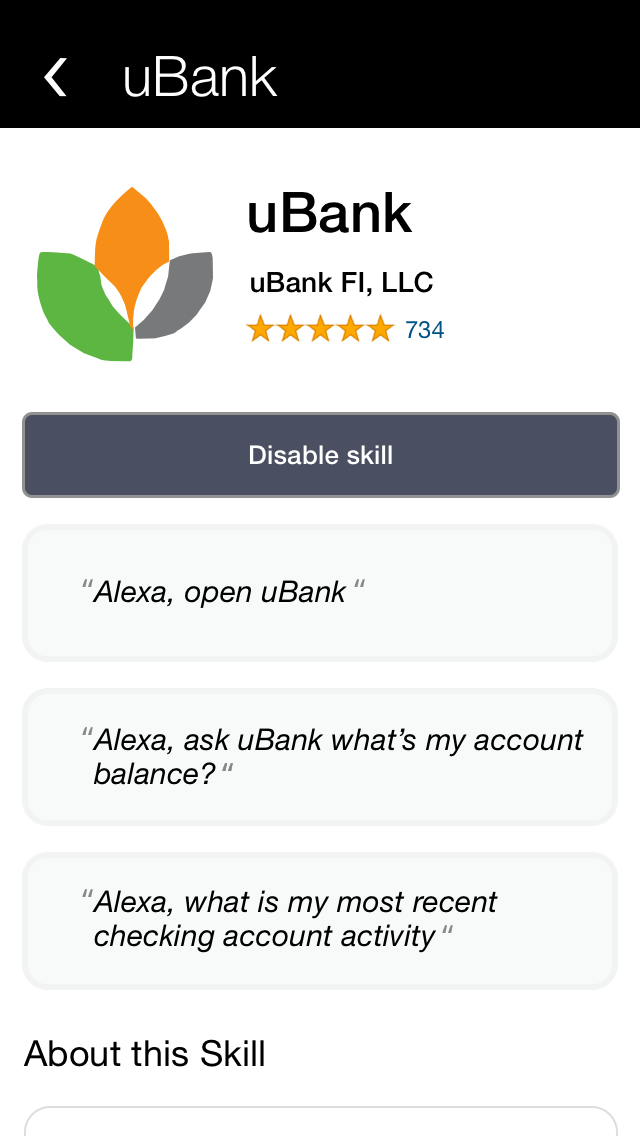 uBank
uBank
uBank FI, LLC
734
Disable skill
“Alexa, open uBank “
“Alexa, ask uBank what’s my account
balance? “
“Alexa, what is my most recent
checking account activity “
About this Skill